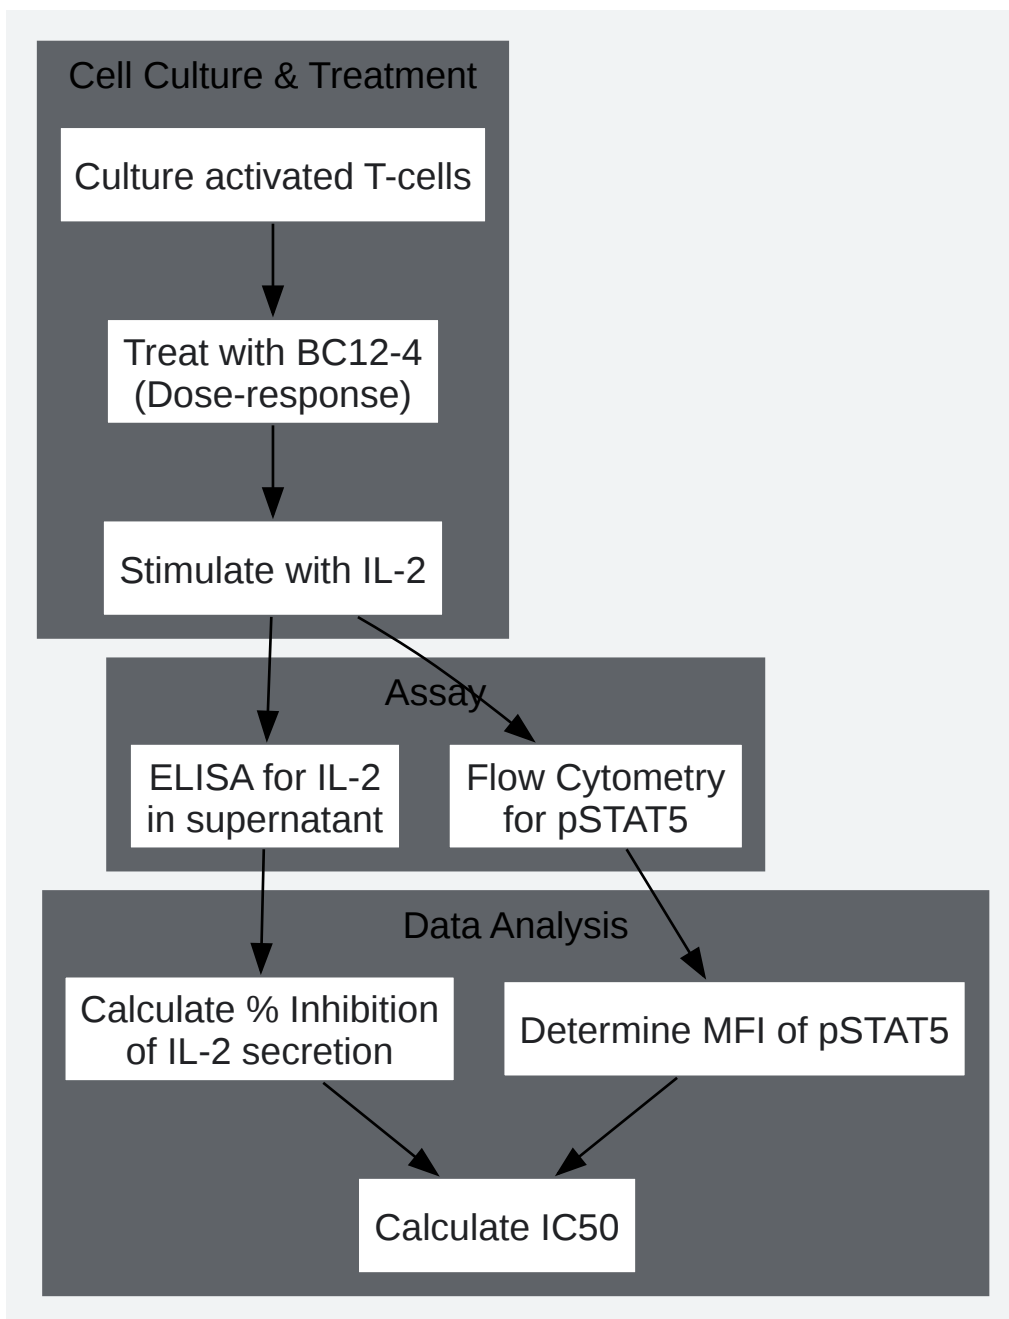 Cell Culture & Treatment
Culture activated T-cells
Treat with BC12-4
(Dose-response)
Stimulate with IL-2
Assay
ELISA for IL-2
in supernatant
Flow Cytometry
for pSTAT5
Data Analysis
Calculate % Inhibition
of IL-2 secretion
Determine MFI of pSTAT5
Calculate IC50